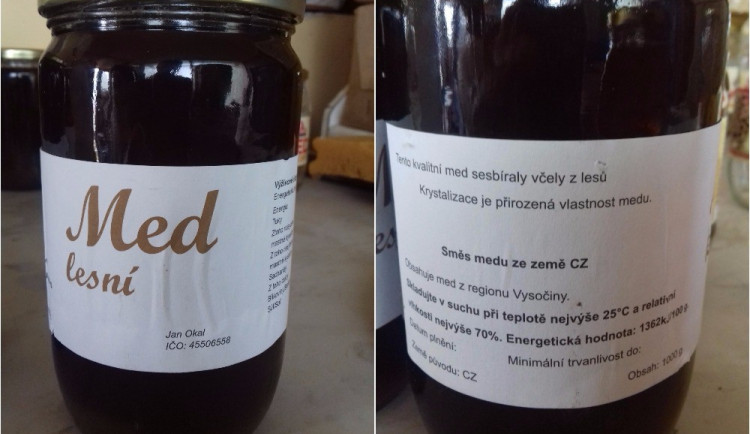 Med
lesní
Jan Okal
IČO: 45506558
Energie
Tuky
Tento kvalitní med sesbíraly včely z lesů
Krystalizace je přirozená vlastnost medu.
Směs medu ze země CZ
Obsahuje med z regionu Vysočiny.
Skladujte v suchu při teplotě nejvýše 25°C a relativní
vlhkosti nejvýše 70%. Energetická hodnota: 1362kJ/100 g.
Datum plnění:
Minimální trvanlivost do:
Země původu: CZ
Obsah: 1000 g